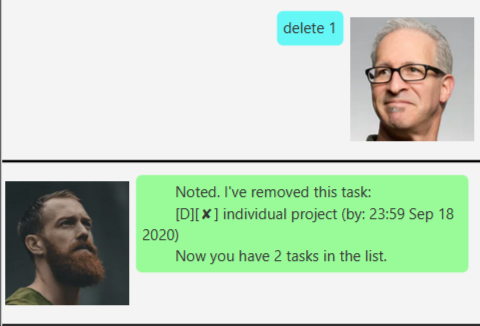 delete 1
Noted. I've removed this task:
[D][✘] individual project (by: 23:59 Sep 18
2020)
Now you have 2 tasks in the list.